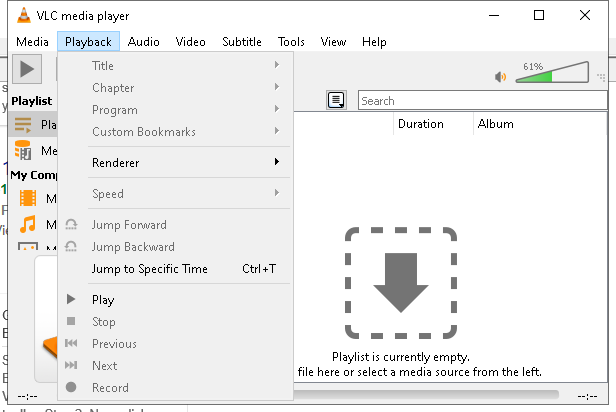 VLC media player
Media Playback Audio Video Subtitle Tools View Help
Title
Chapter
Program
Custom Bookmarks
Renderer
Speed
Jump Forward
Jump Backward
Jump to Specific Time Ctrl+T
Play
Stop
Previous
Next
Record
61%
Playlist
Search
Pla
Duration Album
Me
My Comp
M
M
Playlist is currently empty.
file here or select a media source from the left.
--:-- --:--